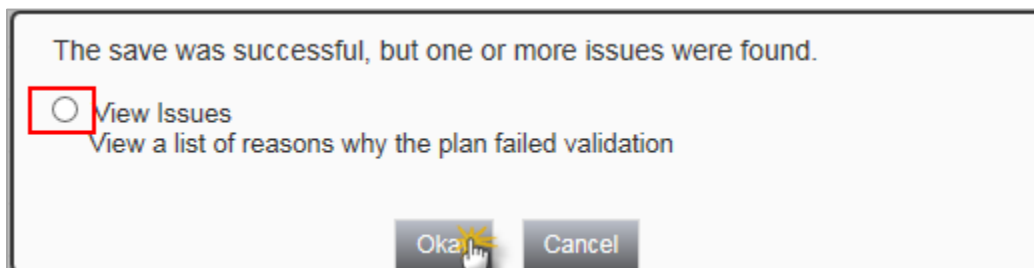 The save was successful, but one or more issues were found.
View Issues
View a list of reasons why the plan failed validation
Okay Cancel